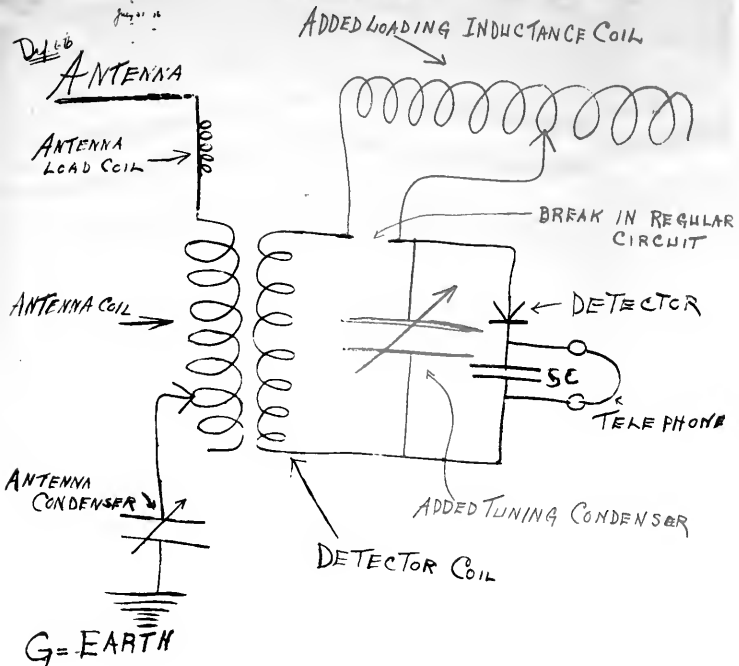 ADDED LOADING INDUCTANCE COIL
ANTENNA
ANTENNA
LOAD COIL
BREAK IN REGULAR
CIRCUIT
ANTENNA COIL
DETECTOR
SC
TELEPHONE
ANTENNA
CONDENSER
ADDED TUNING CONDENSER
DETECTOR COIL
G= EARTH